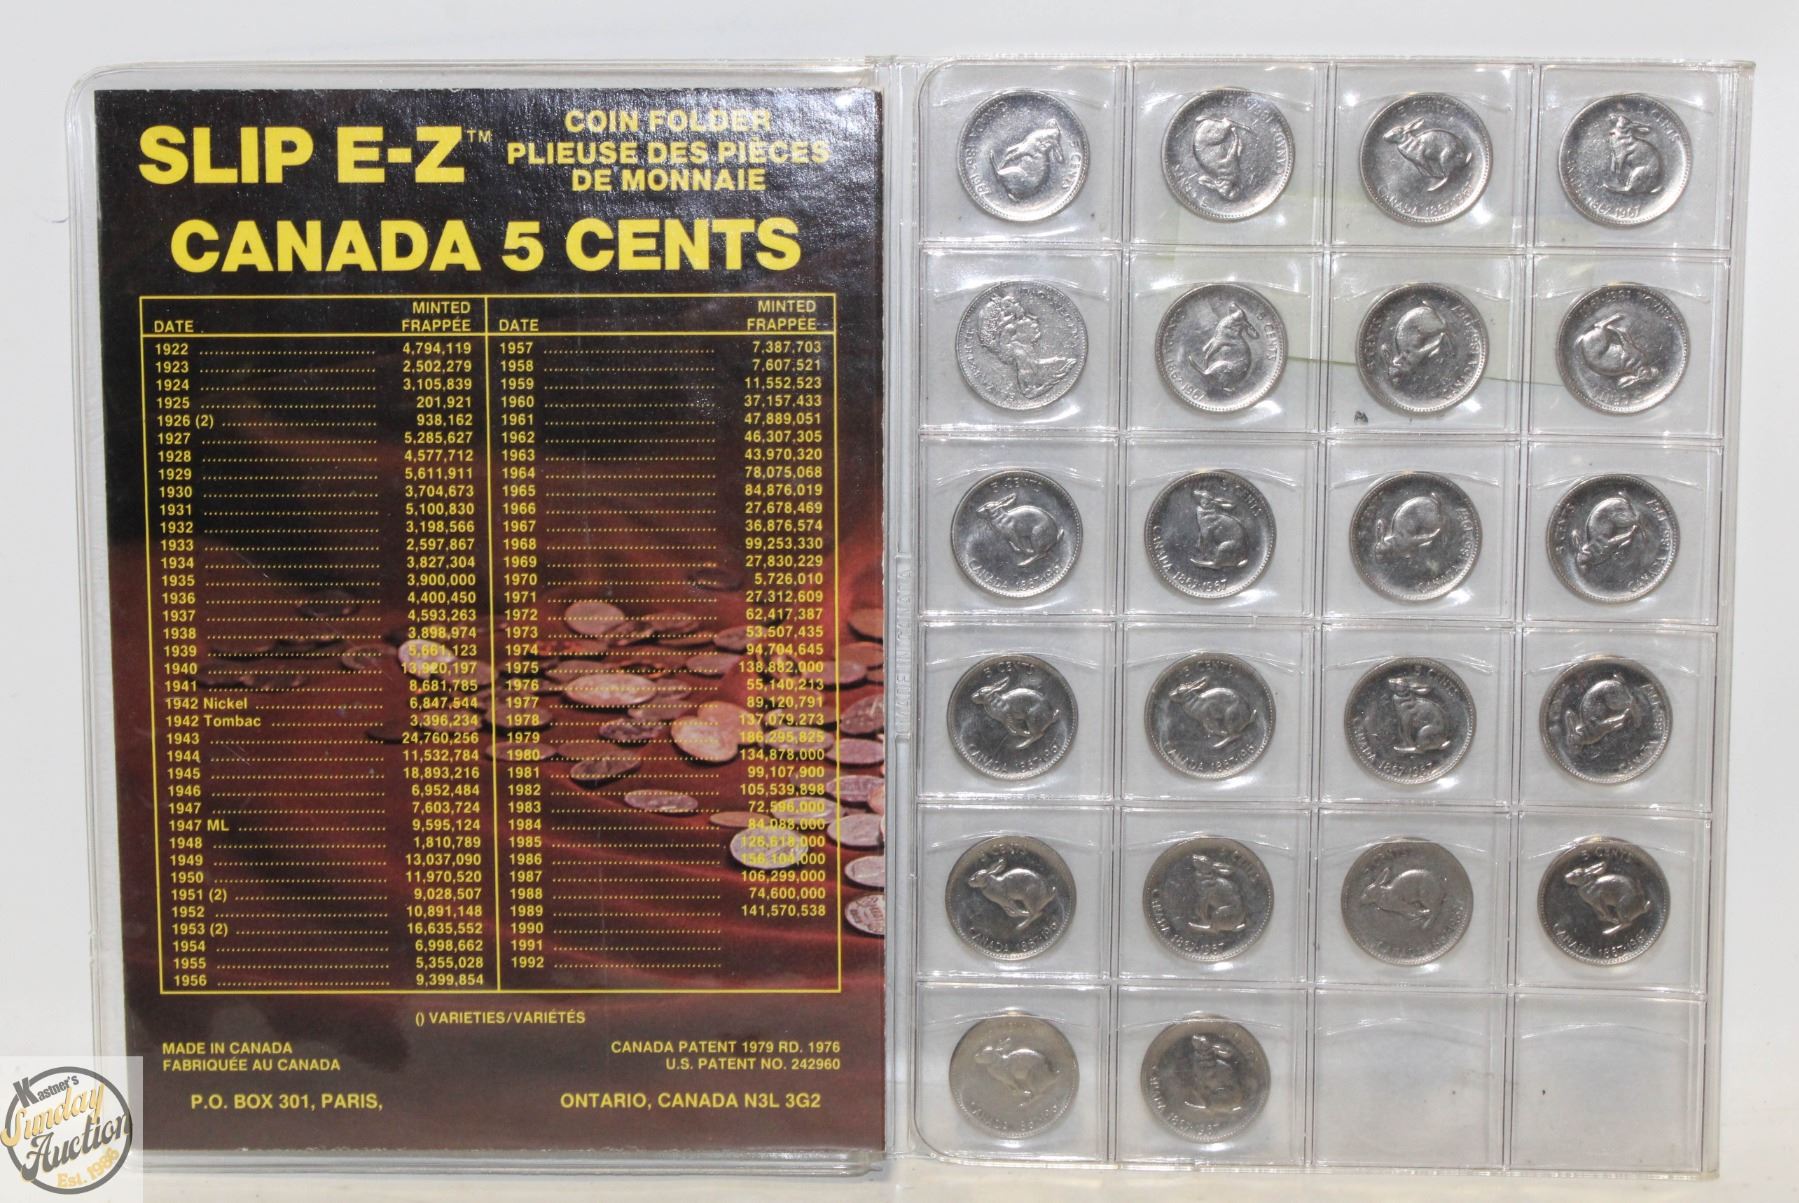 SLIP E-Z™
COIN FOLDER
PLIEUSE DES PIECES
DE MONNAIE
CANADA 5 CENTS
DATE MINTED FRAPPÉE DATE MINTED FRAPPÉE
1922 4,794,119 1957 7,387,703
1923 2,502,279 1958 7,607,521
1924 3,105,839 1959 11,552,523
1925 201,921 1960 37,157,433
1926 (2) 938,162 1961 47,889,051
1927 5,285,627 1962 46,307,305
1928 4,577,712 1963 43,970,320
1929 5,611,911 1964 78,075,068
1930 3,704,673 1965 84,876,019
1931 5,100,830 1966 27,678,469
1932 3,198,566 1967 36,876,574
1933 2,597,867 1968 99,253,330
1934 3,827,304 1969 27,830,229
1935 3,900,000 1970 5,726,010
1936 4,400,450 1971 27,312,609
1937 4,593,263 1972 62,417,387
1938 3,898,974 1973 53,507,435
1939 5,661,123 1974 94,704,645
1940 13,920,197 1975 138,882,000
1941 8,681,785 1976 55,140,213
1942 Nickel 6,847,544 1977 89,120,791
1942 Tombac 3,396,234 1978 137,079,273
1943 24,760,256 1979 186,295,825
1944 11,532,784 1980 134,878,000
1945 18,893,216 1981 99,107,900
1946 6,952,484 1982 105,539,898
1947 7,603,724 1983 72,596,000
1947 ML 9,595,124 1984 84,088,000
1948 1,810,789 1985 126,618,000
1949 13,037,090 1986 156,104,000
1950 11,970,520 1987 106,299,000
1951 (2) 9,028,507 1988 74,600,000
1952 10,891,148 1989 141,570,538
1953 (2) 16,635,552 1990
1954 6,998,662 1991
1955 5,355,028 1992
1956 9,399,854
() VARIETIES/VARIÉTÉS
MADE IN CANADA
FABRIQUÉE AU CANADA
CANADA PATENT 1979 RD. 1976
U.S. PATENT NO. 242960
P.O. BOX 301, PARIS, ONTARIO, CANADA N3L 3G2
Kastner's
Sunday
Auction
Est. 1986
5 CENTS
CANADA 1867-1967